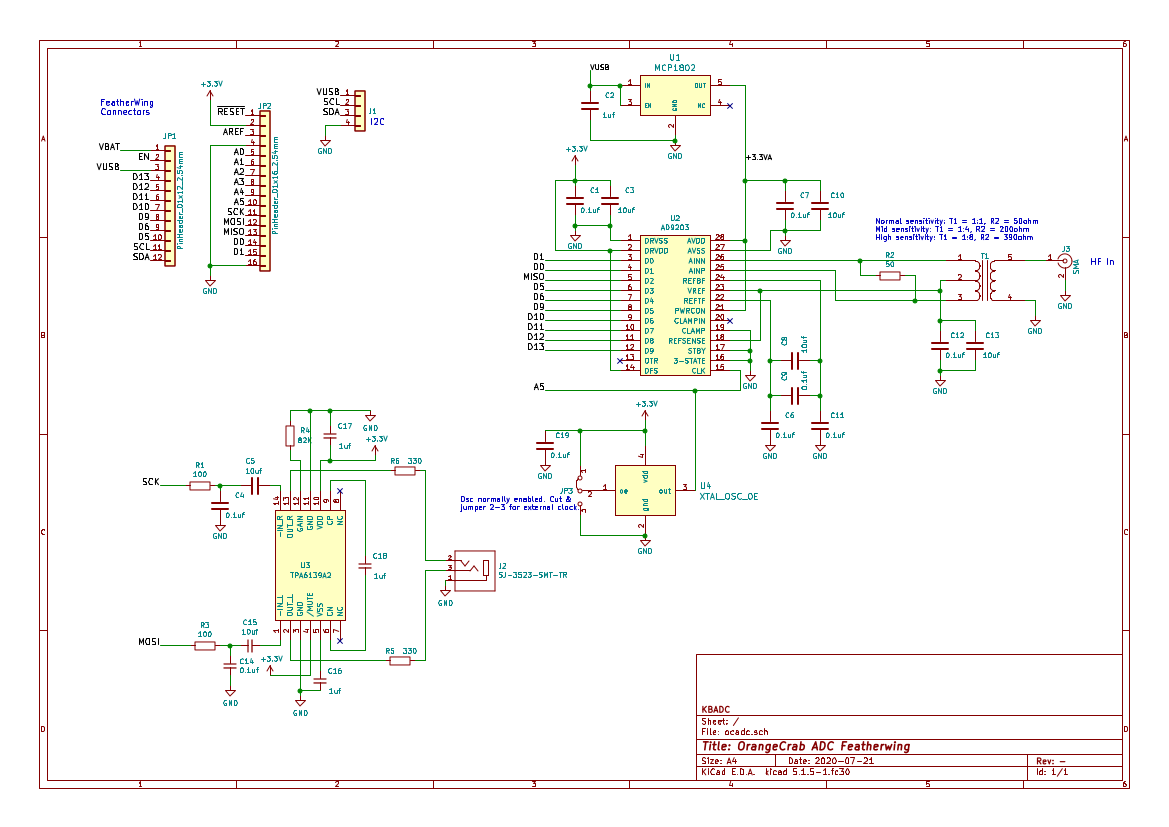 1 2 3 4 5 6
A
B
C
D
FeatherWing
Connectors
JP1
PinHeader_01x12_2.54mm
VBAT 1
EN 2
VUSB 3
D13 4
D12 5
D11 6
D10 7
D9 8
D6 9
D5 10
SCL 11
SDA 12
+3.3V
JP2
PinHeader_01x16_2.54mm
RESET 1
2
AREF 3
4
A0 5
A1 6
A2 7
A3 8
A4 9
A5 10
SCK 11
MOSI 12
MISO 13
D0 14
D1 15
16
GND
VUSB 1
SCL 2
SDA 3
4
J1
I2C
GND
VUSB
C2
1uf
U1
MCP1802
1 IN OUT 5
3 EN NC 4
GND
2
GND
+3.3VA
+3.3V
C1
0.1uf
C3
10uf
GND
C7
0.1uf
C10
10uf
GND
U2
AD9203
1 DRVSS AVDD 28
2 DRVDD AVSS 27
D1 3 D0 AINN 26
D0 4 D1 AINP 25
MISO 5 D2 REFBF 24
D5 6 D3 VREF 23
D6 7 D4 REFTF 22
D9 8 D5 PWRCON 21
D10 9 D6 CLAMPIN 20
D11 10 D7 CLAMP 19
D12 11 D8 REFSENSE 18
D13 12 D9 STBY 17
13 OTR 3-STATE 16
14 DFS CLK 15
A5
GND
C8
10uf
C9
0.1uf
C6
0.1uf
GND
C11
0.1uf
GND
Normal sensitivity: T1 = 1:1, R2 = 50ohm
Mid sensitivity: T1 = 1:4, R2 = 200ohm
High sensitivity: T1 = 1:8, R2 = 390ohm
R2
50
1
2
3
T1
5
4
J3
SMA
1
2
HF In
GND
GND
C12
0.1uf
C13
10uf
GND
+3.3V
C19
0.1uf
GND
JP3
1
2
3
Osc normally enabled. Cut &
jumper 2-3 for external clock.
4
vdd
1 oe out 3
gnd
2
U4
XTAL_OSC_OE
GND
R4
82K
C17
1uf
GND
+3.3V
R6 330
SCK
R1
100
C5
10uf
C4
0.1uf
GND
14 13 12 11 10 9 8
-IN_R OUT_R GAIN GND VDD CP NC
U3
TPA6139A2
-IN_L OUT_L GND /MUTE VSS CN NC
1 2 3 4 5 6 7
C18
1uf
2
3
1
J2
SJ-3523-SMT-TR
GND
MOSI
R3
100
C15
10uf
C14
0.1uf
GND
+3.3V
C16
1uf
GND
R5 330
KBADC
Sheet: /
File: ocadc.sch
Title: OrangeCrab ADC Featherwing
Size: A4 Date: 2020-07-21 Rev: -
KiCad E.D.A. kicad 5.1.5-1.fc30 Id: 1/1
A
B
C
D
1 2 3 4 5 6